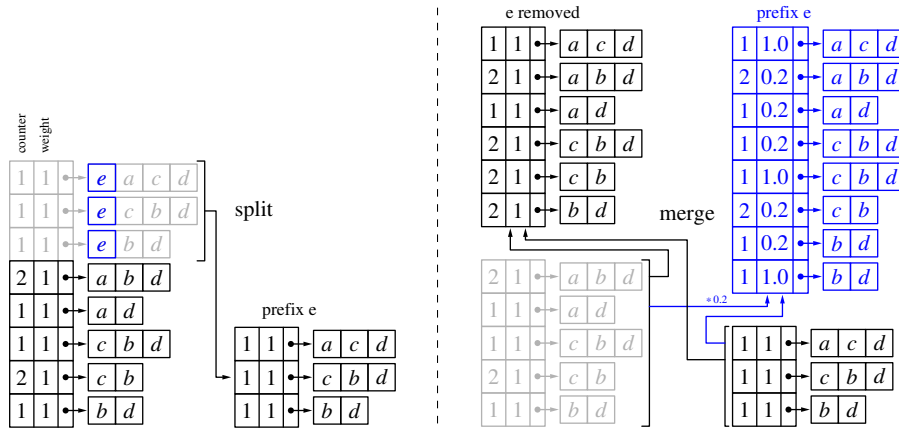 counter
weight
1 1 e a c d
1 1 e c b d
1 1 e b d
2 1 a b d
1 1 a d
1 1 c b d
2 1 c b
1 1 b d
split
prefix e
1 1 a c d
1 1 c b d
1 1 b d
e removed
1 1 a c d
2 1 a b d
1 1 a d
2 1 c b d
2 1 c b
2 1 b d
merge
2 1 a b d
1 1 a d
1 1 c b d
2 1 c b
1 1 b d
prefix e
1 1.0 a c d
2 0.2 a b d
1 0.2 a d
1 0.2 c b d
1 1.0 c b d
2 0.2 c b
1 0.2 b d
1 1.0 b d
*0.2
1 1 a c d
1 1 c b d
1 1 b d